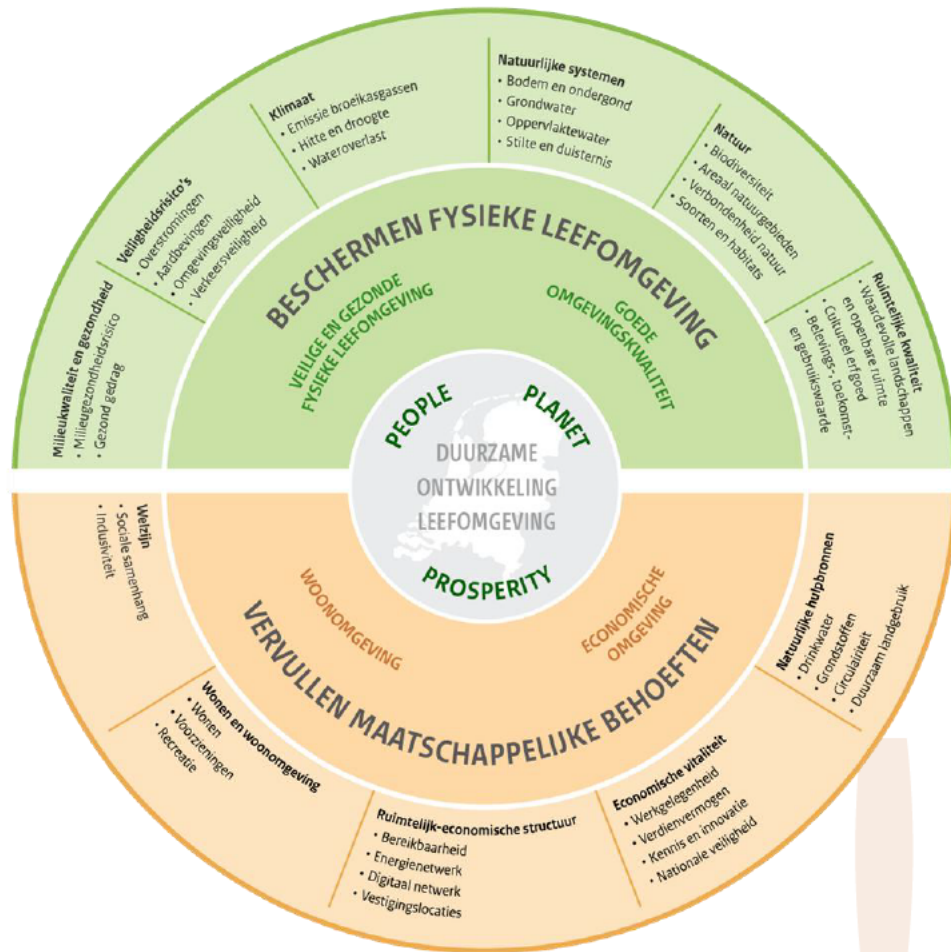 Milieukwaliteit en gezondheid
• Milieugezondheidsrisico
• Gezond gedrag
Veiligheidsrisico's
• Overstromingen
• Aardbevingen
• Omgevingsveiligheid
• Verkeersveiligheid
Klimaat
• Emissie broeikasgassen
• Hitte en droogte
• Wateroverlast
Natuurlijke systemen
• Bodem en ondergond
• Grondwater
• Oppervlaktewater
• Stilte en duisternis
Natuur
• Biodiversiteit
• Areaal natuurgebieden
• Verbondenheid natuur
• Soorten en habitats
Ruimtelijke kwaliteit
• Waardevolle landschappen
en openbare ruimte
• Cultureel erfgoed
• Belevings-, toekomst-
en gebruikswaarde
BESCHERMEN FYSIEKE LEEFOMGEVING
VEILIGE EN GEZONDE
FYSIEKE LEEFOMGEVING
GOEDE
OMGEVINGSKWALITEIT
PEOPLE
PLANET
DUURZAME
ONTWIKKELING
LEEFOMGEVING
PROSPERITY
WOONOMGEVING
ECONOMISCHE
OMGEVING
VERVULLEN MAATSCHAPPELIJKE BEHOEFTEN
Welzijn
• Sociale samenhang
• Inclusiviteit
Wonen en woonomgeving
• Wonen
• Voorzieningen
• Recreatie
Ruimtelijk-economische structuur
• Bereikbaarheid
• Energienetwerk
• Digitaal netwerk
• Vestigingslocaties
Economische vitaliteit
• Werkgelegenheid
• Verdienvermogen
• Kennis en innovatie
• Nationale veiligheid
Natuurlijke hulpbronnen
• Drinkwater
• Grondstoffen
• Circulairiteit
• Duurzaam landgebruik